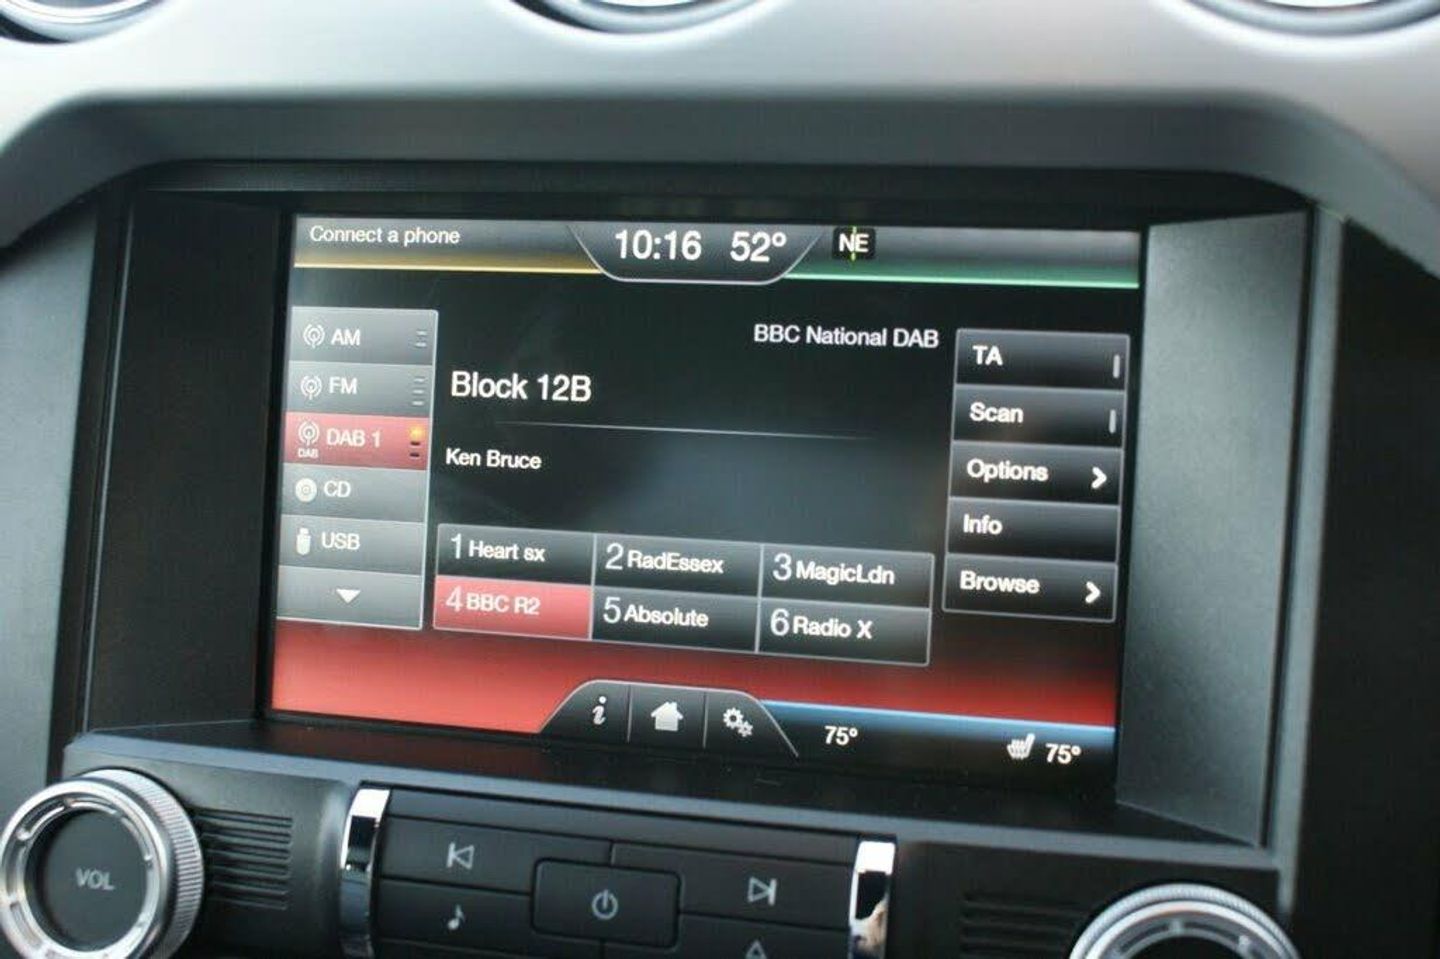 Connect a phone
10:16 52°
NE
AM
FM
DAB
DAB 1
CD
USB
BBC National DAB
Block 12B
Ken Bruce
1 Heart sx
2 RadEssex
3 MagicLdn
4 BBC R2
5 Absolute
6 Radio X
TA
Scan
Options
Info
Browse
i
75°
75°
VOL